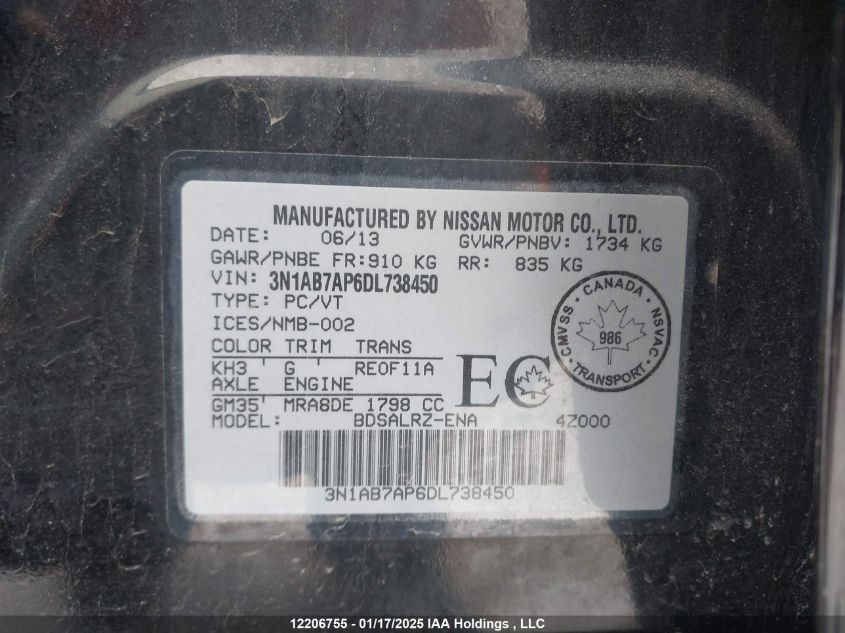 MANUFACTURED BY NISSAN MOTOR CO., LTD.
DATE: 06/13 GVWR/PNBV: 1734 KG
GAWR/PNBE FR:910 KG RR: 835 KG
VIN: 3N1AB7AP6DL738450
TYPE: PC/VT
ICES/NMB-002
COLOR TRIM TRANS
KH3 ' G ' RE0F11A
AXLE ENGINE
GM35' MRA8DE 1798 CC
MODEL: BDSALRZ-ENA 4Z000
EC
CANADA
CMVSS · NSVAC
986
TRANSPORT
3N1AB7AP6DL738450
12206755 - 01/17/2025 IAA Holdings , LLC